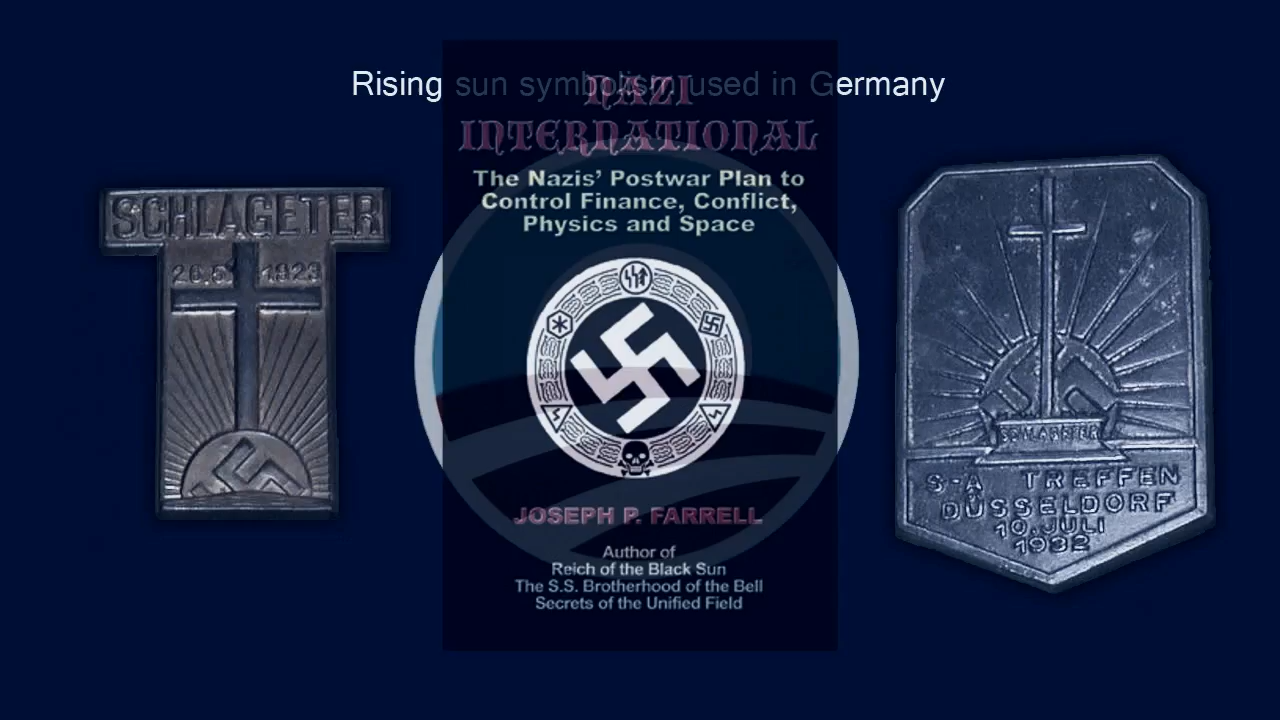 Rising sun symbolism used in Germany
NAZI
INTERNATIONAL
The Nazis' Postwar Plan to
Control Finance, Conflict,
Physics and Space
JOSEPH P. FARRELL
Author of
Reich of the Black Sun
The S.S. Brotherhood of the Bell
Secrets of the Unified Field
SCHLAGETER
26.5 1923
SCHLAGETER
S-A TREFFEN
DÜSSELDORF
10. JULI
1932